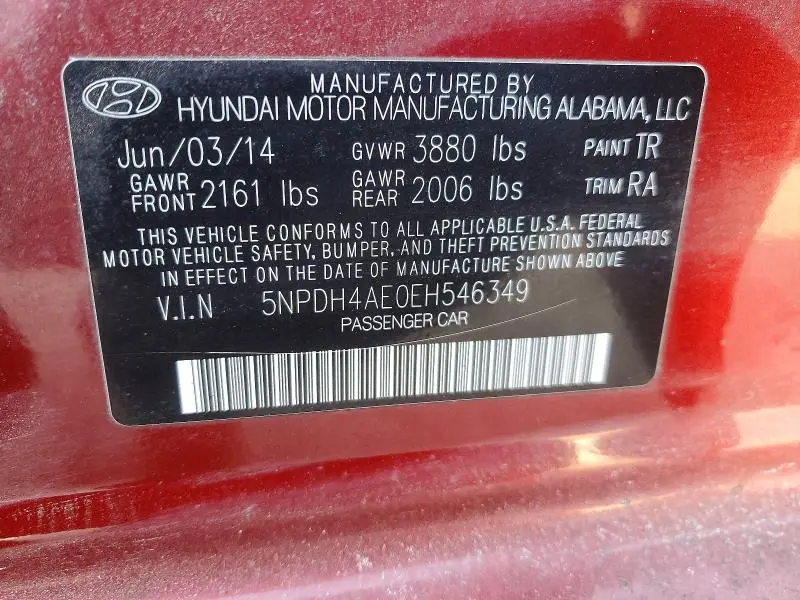 MANUFACTURED BY
HYUNDAI MOTOR MANUFACTURING ALABAMA, LLC
Jun/03/14 GVWR 3880 lbs PAINT TR
GAWR FRONT 2161 lbs GAWR REAR 2006 lbs TRIM RA
THIS VEHICLE CONFORMS TO ALL APPLICABLE U.S.A. FEDERAL
MOTOR VEHICLE SAFETY, BUMPER, AND THEFT PREVENTION STANDARDS
IN EFFECT ON THE DATE OF MANUFACTURE SHOWN ABOVE
V.I.N 5NPDH4AE0EH546349
PASSENGER CAR